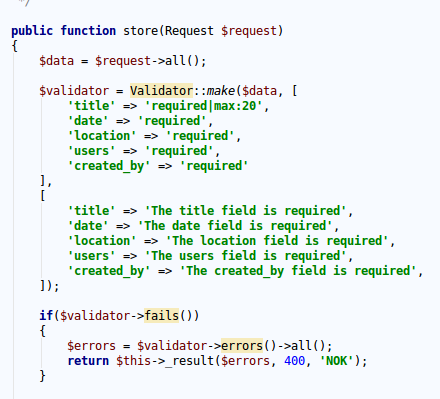 */
public function store(Request $request)
{
    $data = $request->all();

    $validator = Validator::make($data, [
        'title' => 'required|max:20',
        'date' => 'required',
        'location' => 'required',
        'users' => 'required',
        'created_by' => 'required'
    ],
    [
        'title' => 'The title field is required',
        'date' => 'The date field is required',
        'location' => 'The location field is required',
        'users' => 'The users field is required',
        'created_by' => 'The created_by field is required',
    ]);

    if($validator->fails())
    {
        $errors = $validator->errors()->all();
        return $this->_result($errors, 400, 'NOK');
    }